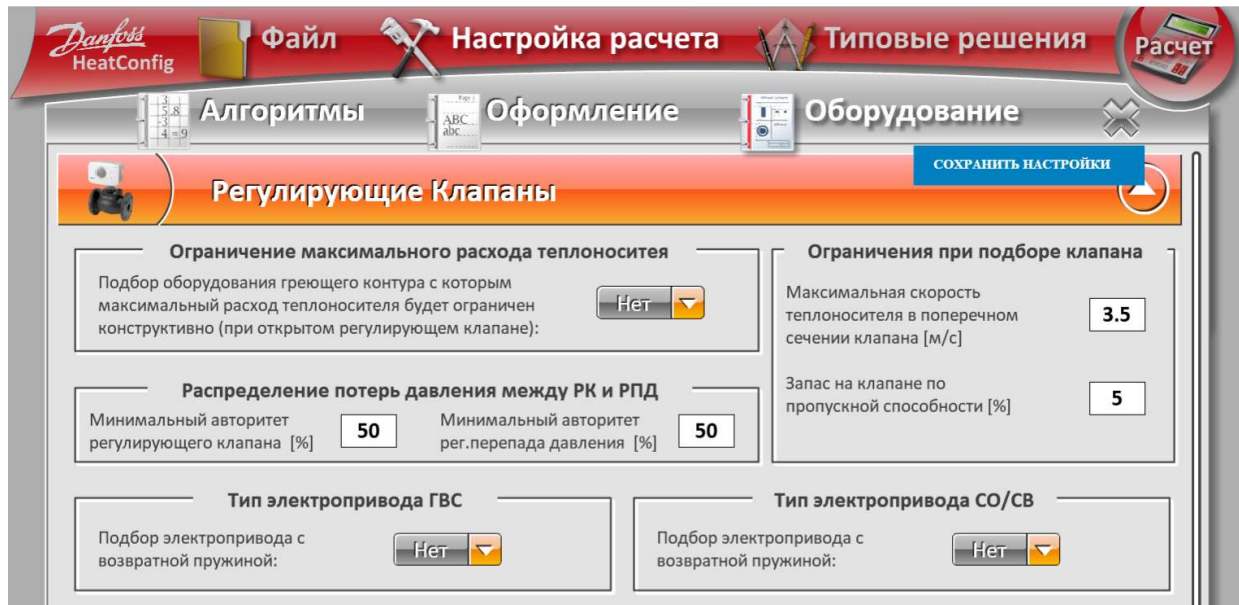 Danfoss
HeatConfig
Файл
Настройка расчета
Типовые решения
Расчет
Алгоритмы
Оформление
Оборудование
СОХРАНИТЬ НАСТРОЙКИ
Регулирующие Клапаны
Ограничение максимального расхода теплоносителя
Подбор оборудования греющего контура с которым
максимальный расход теплоносителя будет ограничен
конструктивно (при открытом регулирующем клапане):
Нет
Ограничения при подборе клапана
Максимальная скорость
теплоносителя в поперечном
сечении клапана [м/с]
3.5
Запас на клапане по
пропускной способности [%]
5
Распределение потерь давления между РК и РПД
Минимальный авторитет
регулирующего клапана [%]
50
Минимальный авторитет
рег.перепада давления [%]
50
Тип электропривода ГВС
Подбор электропривода с
возвратной пружиной:
Нет
Тип электропривода СО/СВ
Подбор электропривода с
возвратной пружиной:
Нет